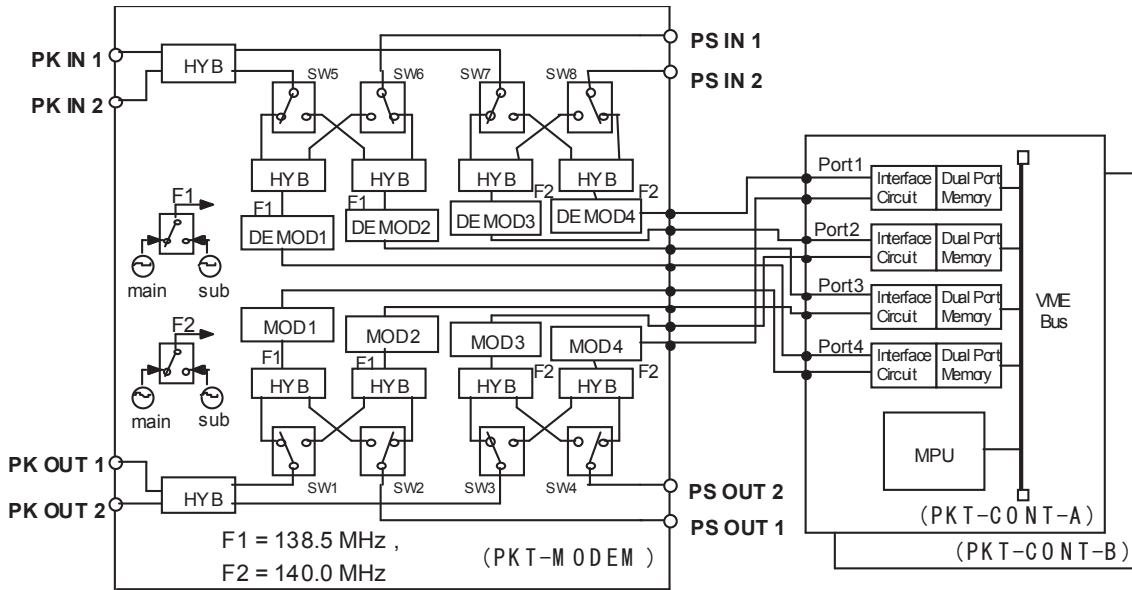 PK IN 1
PK IN 2
HYB
PS IN 1
PS IN 2
SW5
SW6
SW7
SW8
HYB
HYB
HYB
HYB
F1
F1
F2
F2
DEMOD1
DEMOD2
DEMOD3
DEMOD4
F1
main
sub
F2
main
sub
MOD1
MOD2
MOD3
MOD4
F1
F1
F2
F2
HYB
HYB
HYB
HYB
SW1
SW2
SW3
SW4
PK OUT 1
PK OUT 2
HYB
PS OUT 2
PS OUT 1
F1 = 138.5 MHz ,
F2 = 140.0 MHz
(PKT-MODEM )
Port1
Interface
Circuit
Dual Port
Memory
Port2
Interface
Circuit
Dual Port
Memory
Port3
Interface
Circuit
Dual Port
Memory
Port4
Interface
Circuit
Dual Port
Memory
VME
Bus
MPU
(PKT-CONT-A)
(PKT-CONT-B)